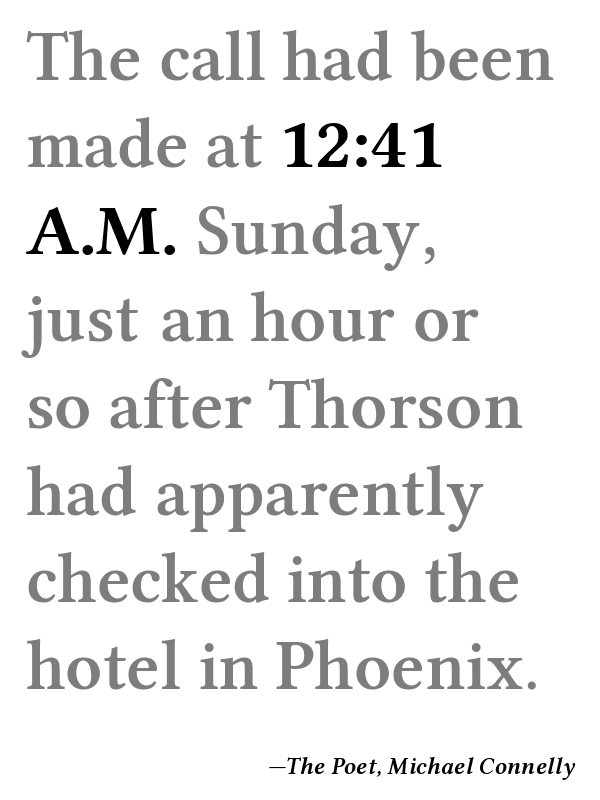 The call had been
made at 12:41
A.M. Sunday,
just an hour or
so after Thorson
had apparently
checked into the
hotel in Phoenix.
—The Poet, Michael Connelly